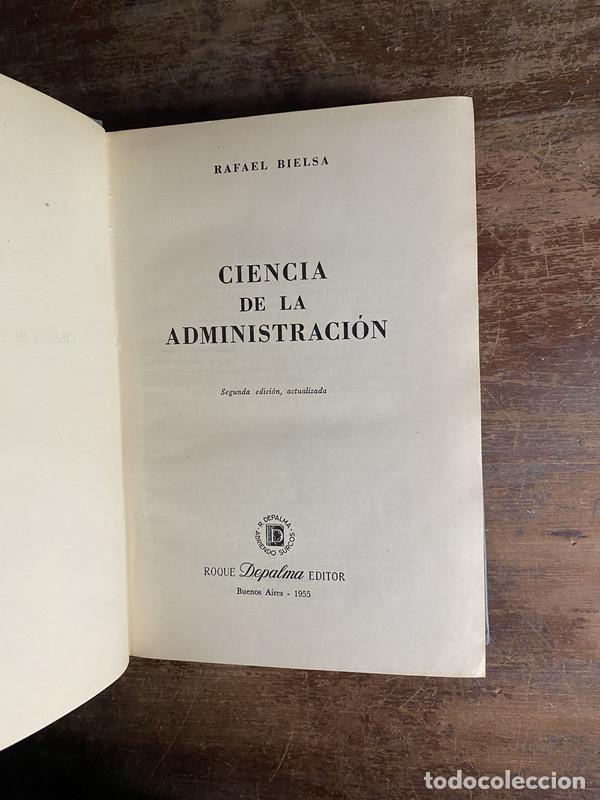 RAFAEL BIELSA
CIENCIA
DE LA
ADMINISTRACIÓN
Segunda edición, actualizada
R. DEPALMA
D
ABRIENDO SURCOS
ROQUE Depalma EDITOR
Buenos Aires - 1955
todocoleccion